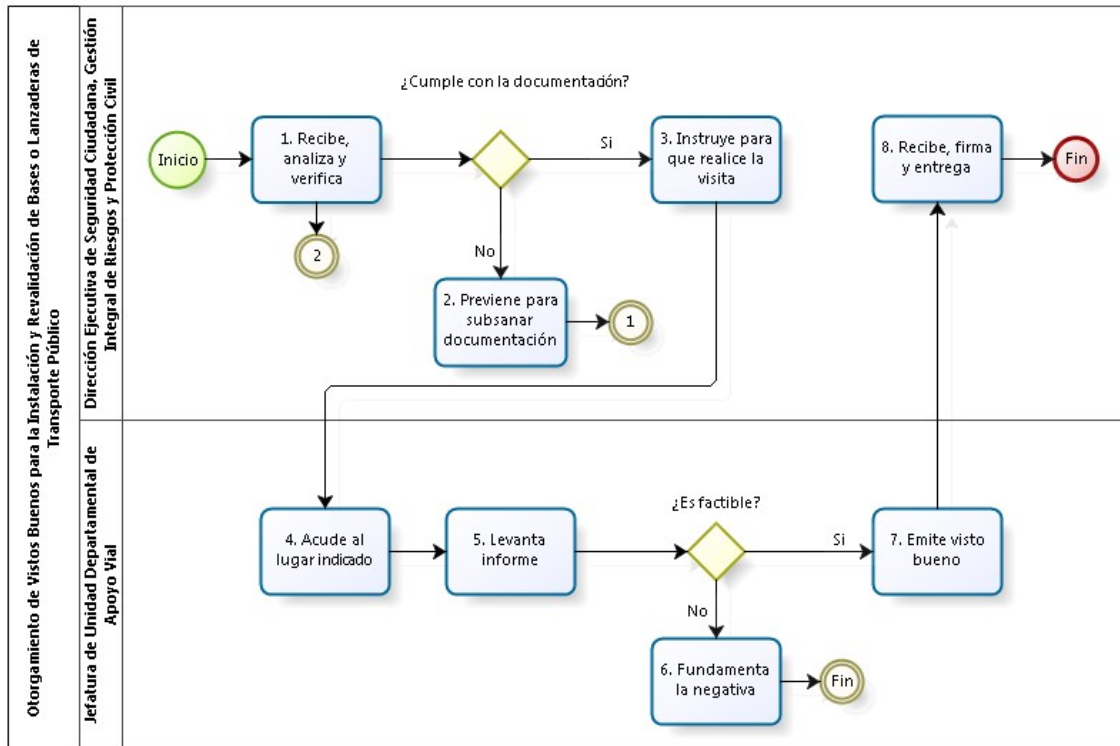 Otorgamiento de Vistos Buenos para la Instalación y Revalidación de Bases o Lanzaderas de
Transporte Público
Dirección Ejecutiva de Seguridad Ciudadana, Gestión
Integral de Riesgos y Protección Civil
¿Cumple con la documentación?
Inicio
1. Recibe,
analiza y
verifica
Si
3. Instruye para
que realice la
visita
8. Recibe, firma
y entrega
Fin
2
No
2. Previene para
subsanar
documentación
1
Jefatura de Unidad Departamental de
Apoyo Vial
¿Es factible?
4. Acude al
lugar indicado
5. Levanta
informe
Si
7. Emite visto
bueno
No
6. Fundamenta
la negativa
Fin